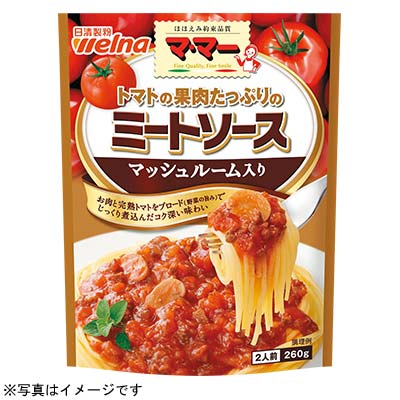 日清製粉
Welna
ほほえみ約束品質
マ・マー
Fine Quality, Fine Smile
トマトの果肉たっぷりの
ミートソース
マッシュルーム入り
お肉と完熟トマトをブロード(野菜の旨み)で
じっくり煮込んだコク深い味わい
調理例
2人前 260g
※写真はイメージです